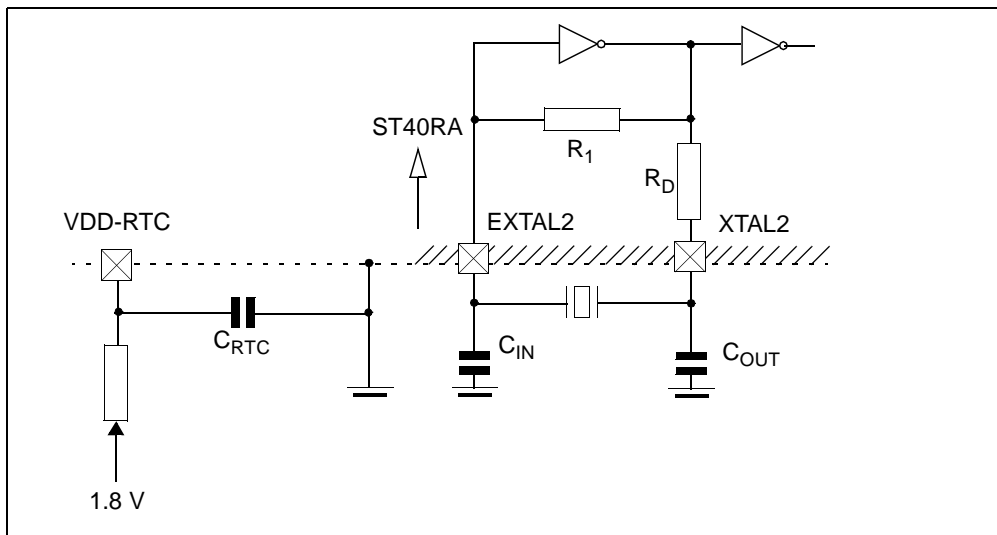 ST40RA
R1
RD
VDD-RTC
EXTAL2
XTAL2
CRTC
CIN
COUT
1.8 V